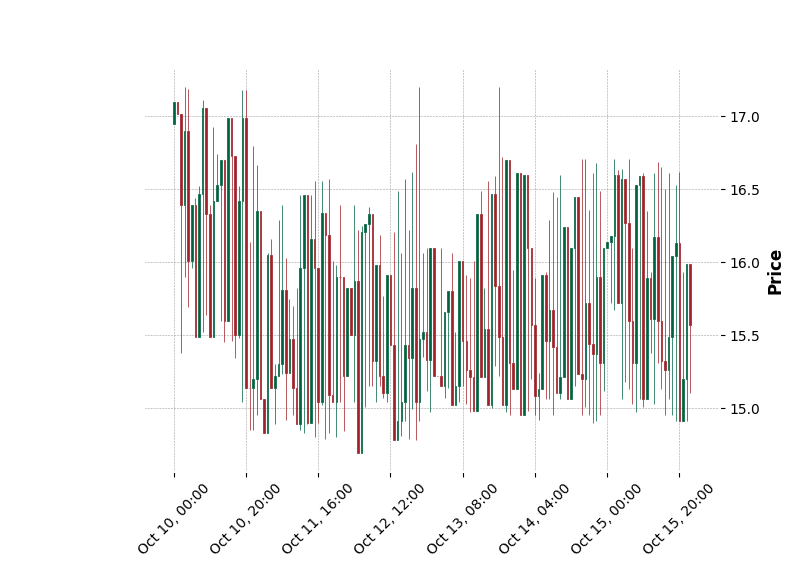 17.0
16.5
16.0
15.5
15.0
Price
Oct 10, 00:00
Oct 10, 20:00
Oct 11, 16:00
Oct 12, 12:00
Oct 13, 08:00
Oct 14, 04:00
Oct 15, 00:00
Oct 15, 20:00